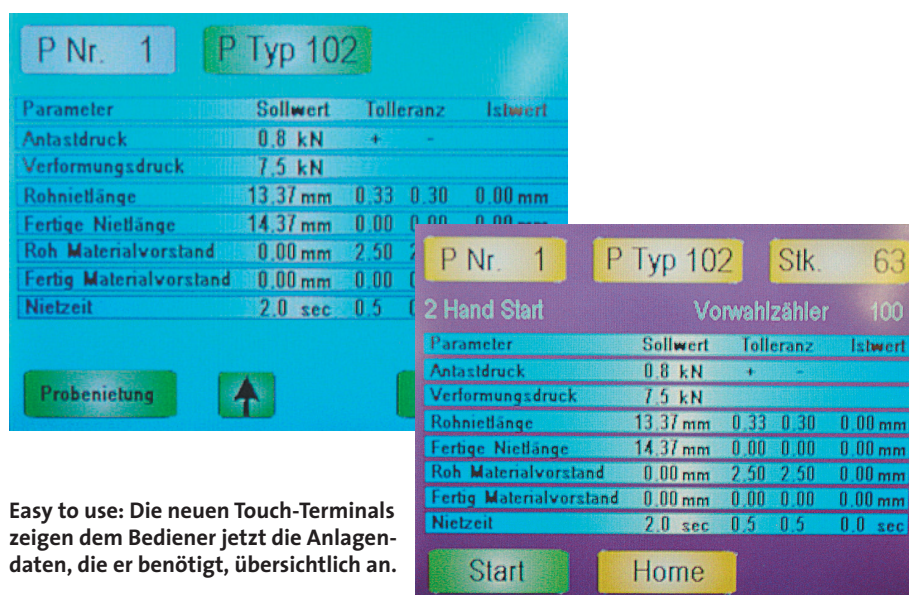 P Nr. 1 P Typ 102
Parameter Sollwert Tolleranz Istwert
Antastdruck 0.8 kN + -
Verformungsdruck 7.5 kN
Rohnietlänge 13.37 mm 0.33 0.30 0.00 mm
Fertige Nietlänge 14.37 mm 0.00 0.00 0.00 mm
Roh Materialvorstand 0.00 mm 2.50
Fertig Materialvorstand 0.00 mm 0.00
Nietzeit 2.0 sec 0.5
Probenietung
P Nr. 1 P Typ 102 Stk. 63
2 Hand Start Vorwahlzähler 100
Parameter Sollwert Tolleranz Istwert
Antastdruck 0.8 kN + -
Verformungsdruck 7.5 kN
Rohnietlänge 13.37 mm 0.33 0.30 0.00 mm
Fertige Nietlänge 14.37 mm 0.00 0.00 0.00 mm
Roh Materialvorstand 0.00 mm 2.50 2.50 0.00 mm
Fertig Materialvorstand 0.00 mm 0.00 0.00 0.00 mm
Nietzeit 2.0 sec 0.5 0.5 0.0 sec
Start Home
Easy to use: Die neuen Touch-Terminals
zeigen dem Bediener jetzt die Anlagen-
daten, die er benötigt, übersichtlich an.